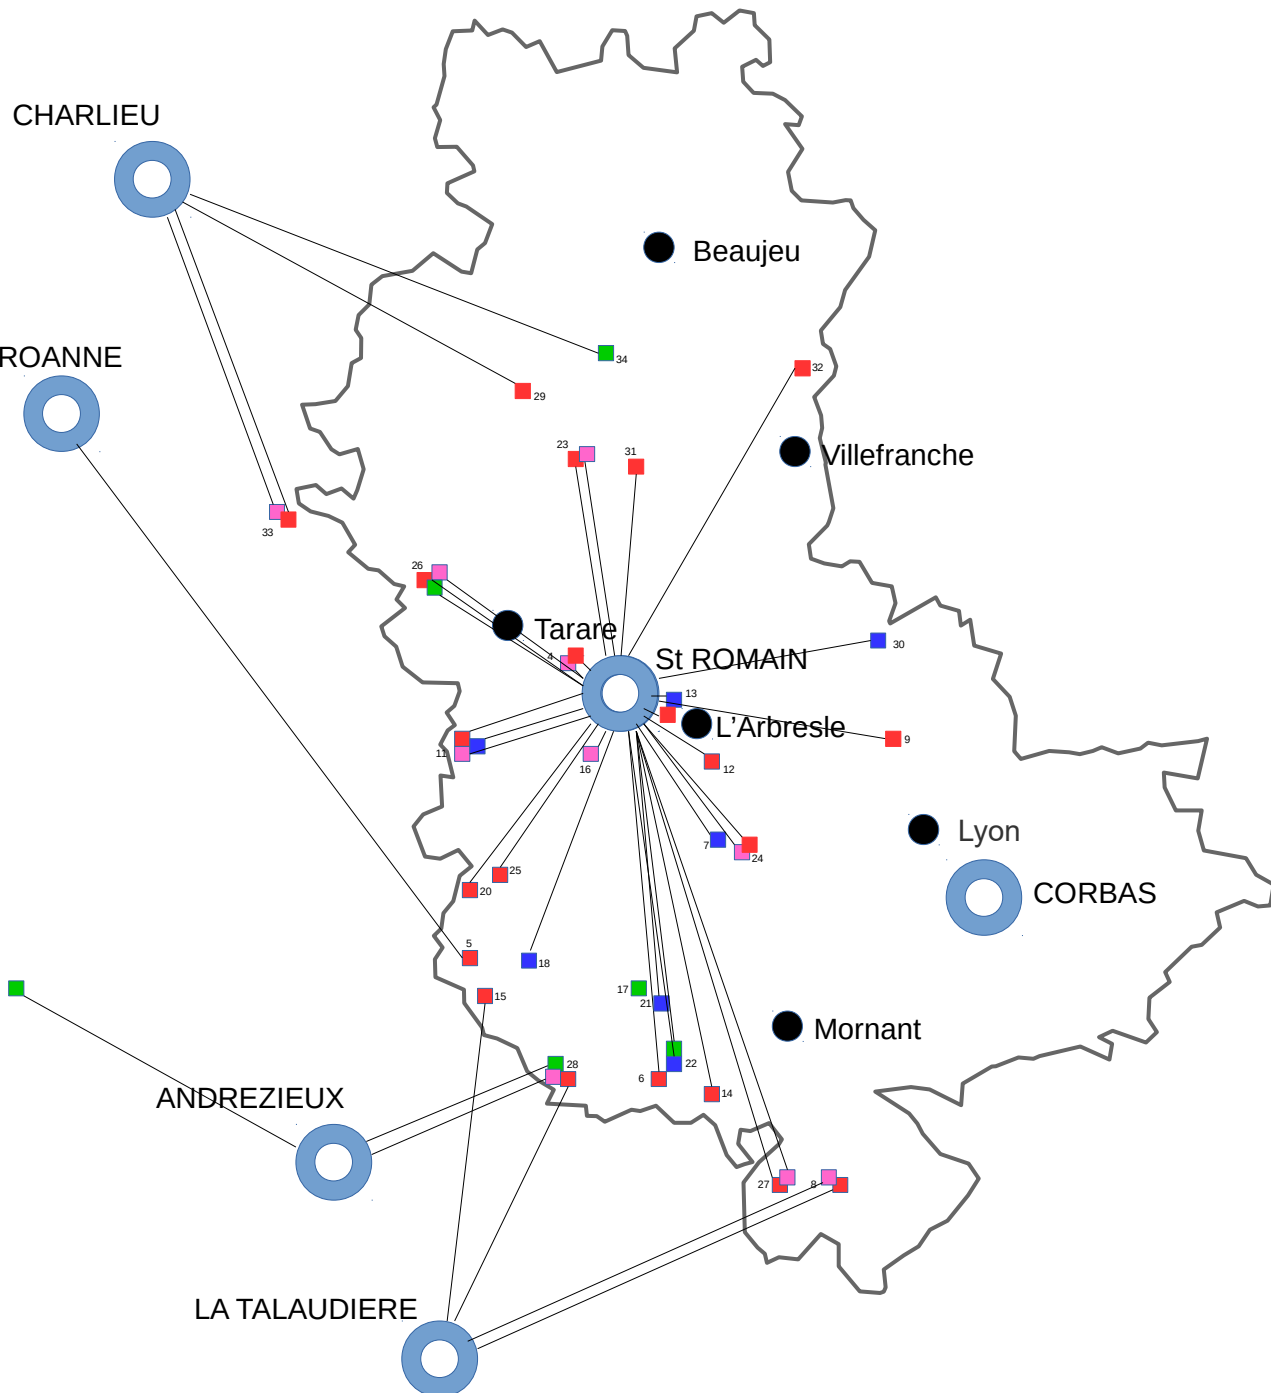 CHARLIEU
Beaujeu
34
ROANNE
32
29
23
31
Villefranche
33
26
Tarare
4
St ROMAIN
30
13
L'Arbresle
9
11
16
12
7
24
Lyon
25
20
CORBAS
5
18
15
17
21
Mornant
28
22
6
14
ANDREZIEUX
27
8
LA TALAUDIERE